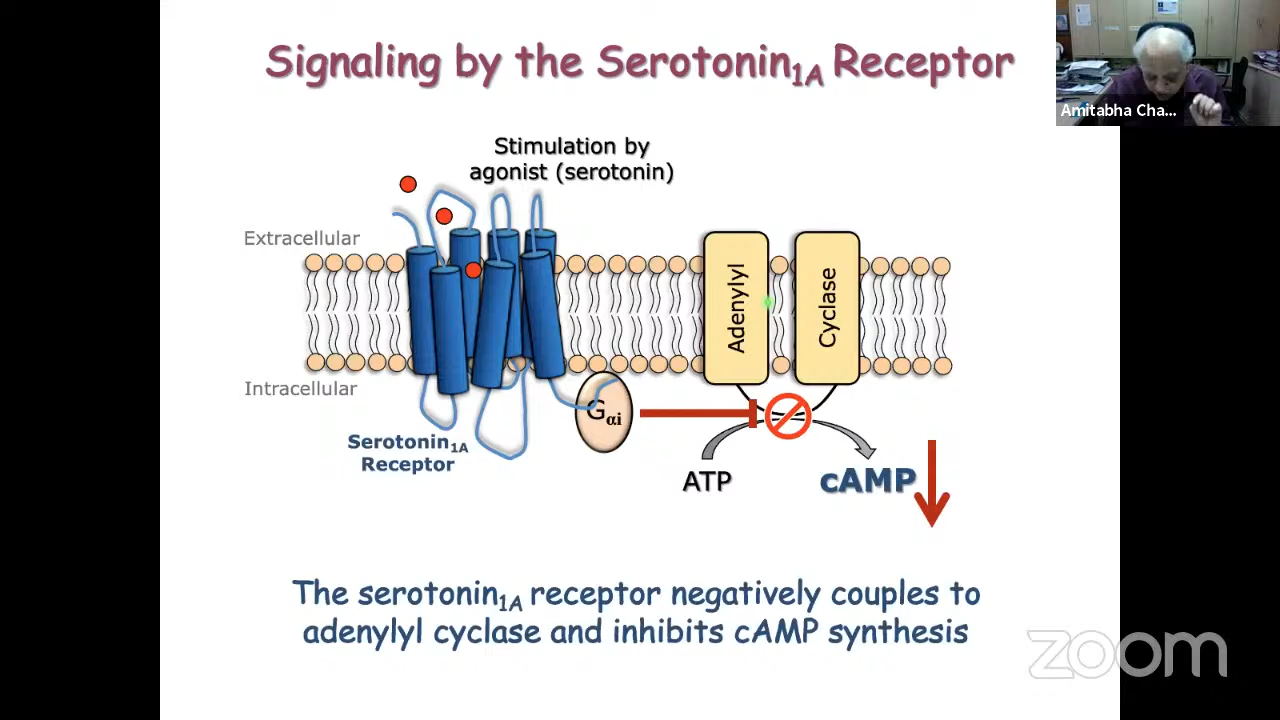 Signaling by the Serotonin1A Receptor
Amitabha Cha...
Stimulation by
agonist (serotonin)
Extracellular
Adenylyl
Cyclase
Intracellular
Gαi
Serotonin1A
Receptor
ATP
cAMP
The serotonin1A receptor negatively couples to
adenylyl cyclase and inhibits cAMP synthesis
zoom